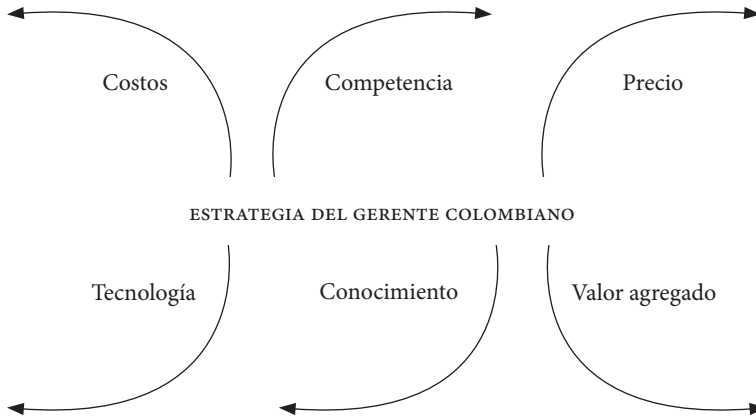 Costos
Competencia
Precio
ESTRATEGIA DEL GERENTE COLOMBIANO
Tecnología
Conocimiento
Valor agregado